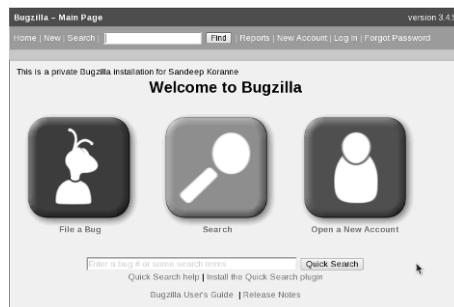 Bugzilla – Main Page version 3.4.5
Home | New | Search | Find | Reports | New Account | Log In | Forgot Password
This is a private Bugzilla installation for Sandeep Koranne
Welcome to Bugzilla
File a Bug Search Open a New Account
Enter a bug # or some search terms Quick Search
Quick Search help | Install the Quick Search plugin
Bugzilla User's Guide | Release Notes